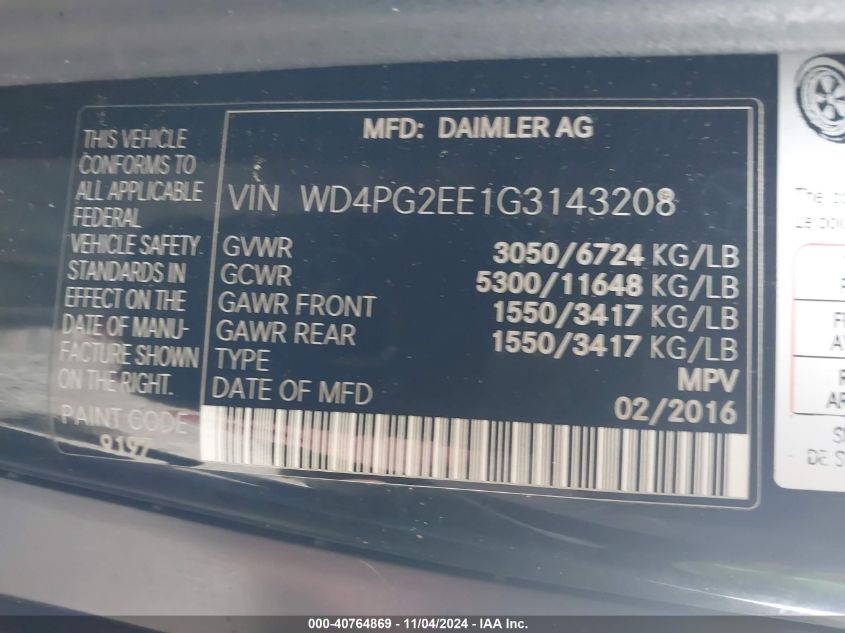 MFD: DAIMLER AG
THIS VEHICLE
CONFORMS TO
ALL APPLICABLE
FEDERAL
VEHICLE SAFETY
STANDARDS IN
EFFECT ON THE
DATE OF MANU-
FACTURE SHOWN
ON THE RIGHT.
PAINT CODE
9197
VIN WD4PG2EE1G3143208
GVWR 3050/6724 KG/LB
GCWR 5300/11648 KG/LB
GAWR FRONT 1550/3417 KG/LB
GAWR REAR 1550/3417 KG/LB
TYPE MPV
DATE OF MFD 02/2016
The
DE S
000-40764869 • 11/04/2024 • IAA Inc.